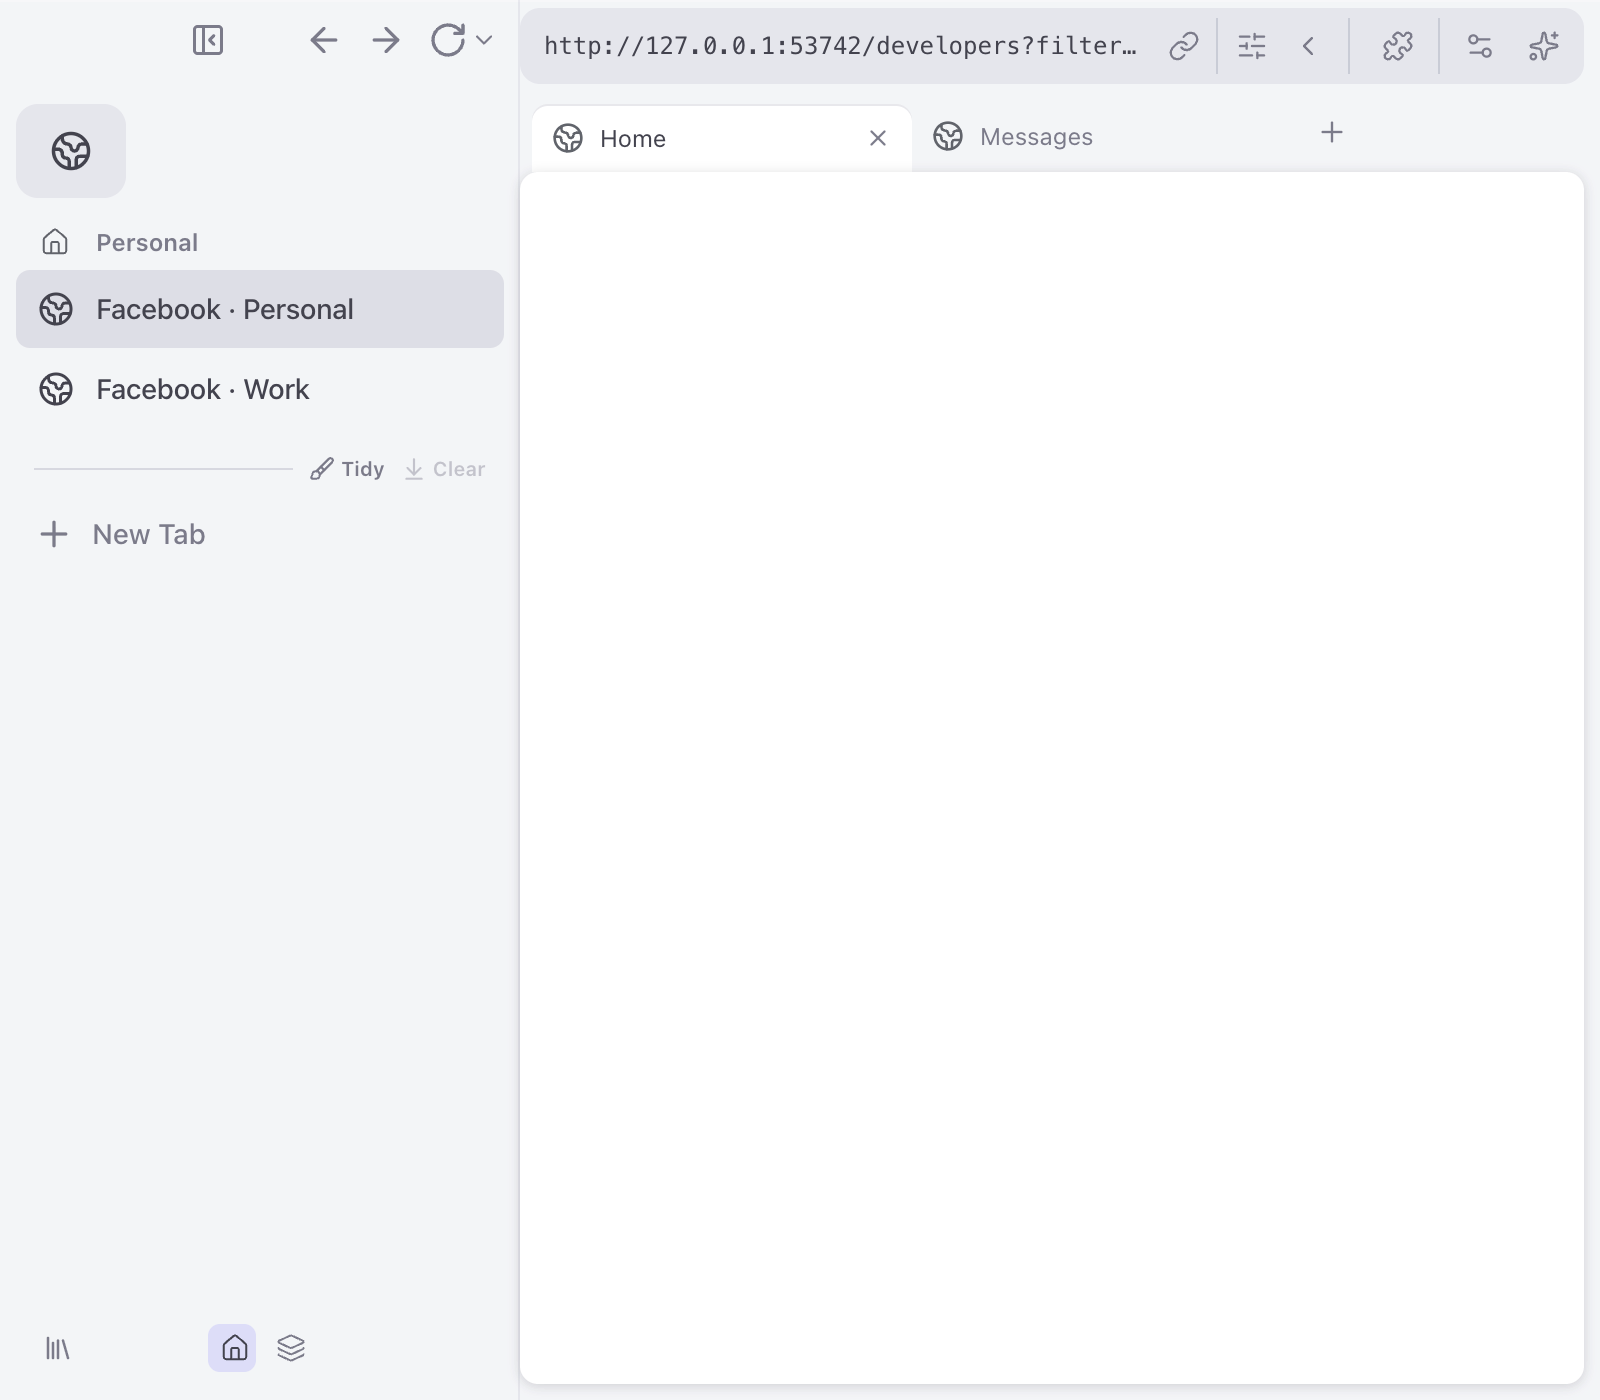 http://127.0.0.1:53742/developers?filter…
Home
Messages
Personal
Facebook · Personal
Facebook · Work
Tidy
Clear
New Tab